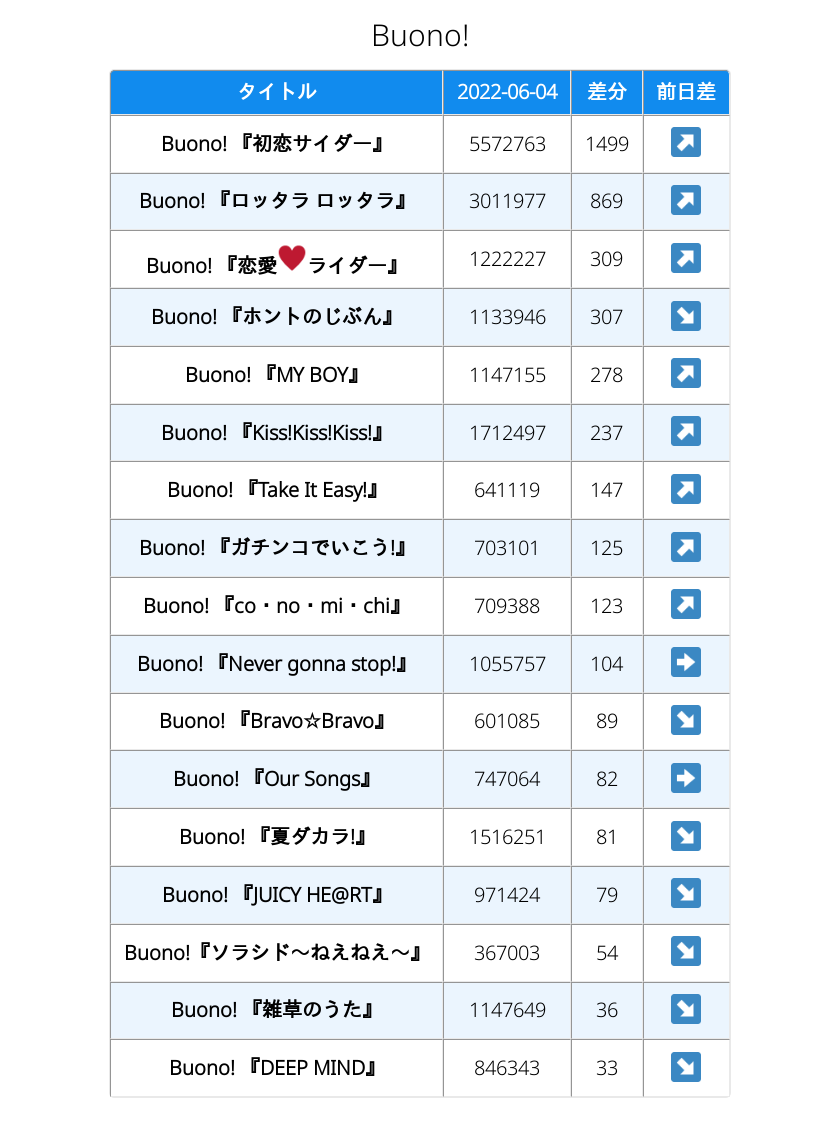 Buono!
タイトル 2022-06-04 差分 前日差
Buono! 『初恋サイダー』 5572763 1499 ↗
Buono! 『ロッタラ ロッタラ』 3011977 869 ↗
Buono! 『恋愛♥ライダー』 1222227 309 ↗
Buono! 『ホントのじぶん』 1133946 307 ↘
Buono! 『MY BOY』 1147155 278 ↗
Buono! 『Kiss!Kiss!Kiss!』 1712497 237 ↗
Buono! 『Take It Easy!』 641119 147 ↗
Buono! 『ガチンコでいこう!』 703101 125 ↗
Buono! 『co・no・mi・chi』 709388 123 ↗
Buono! 『Never gonna stop!』 1055757 104 ➡
Buono! 『Bravo☆Bravo』 601085 89 ↘
Buono! 『Our Songs』 747064 82 ➡
Buono! 『夏ダカラ!』 1516251 81 ↘
Buono! 『JUICY HE@RT』 971424 79 ↘
Buono!『ソラシド〜ねえねえ〜』 367003 54 ↘
Buono! 『雑草のうた』 1147649 36 ↘
Buono! 『DEEP MIND』 846343 33 ↘